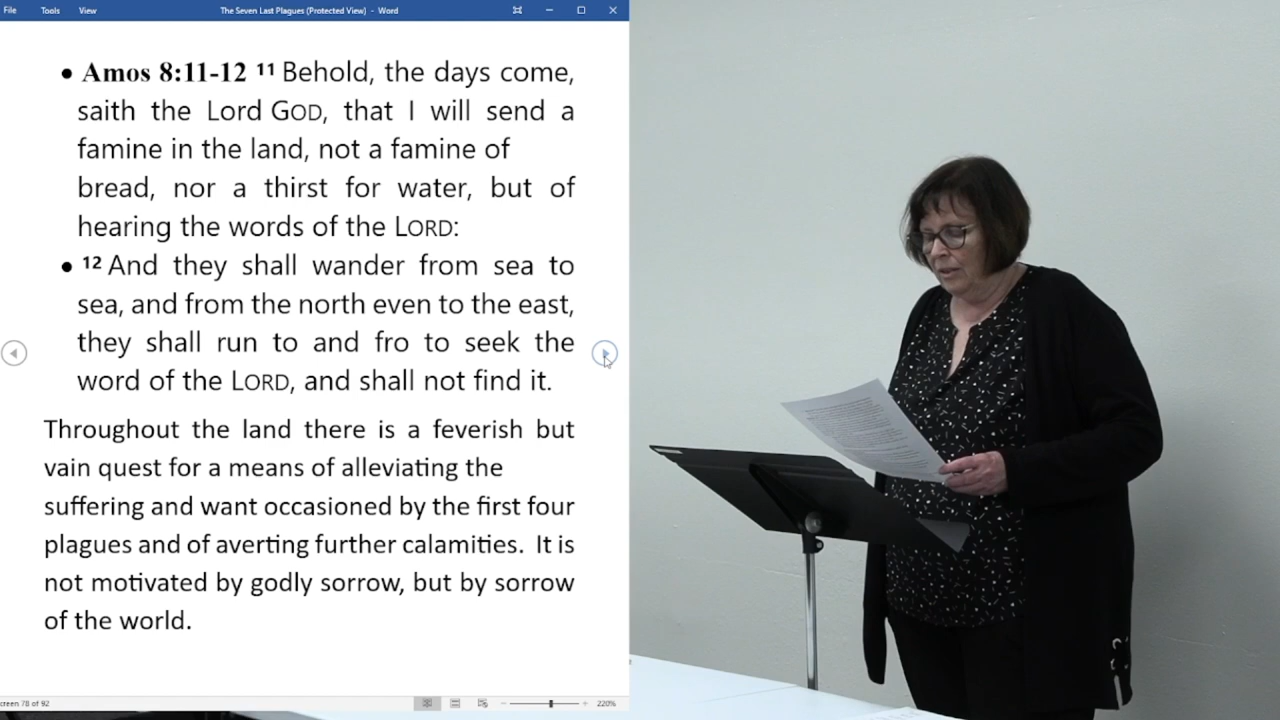 File Tools View The Seven Last Plagues (Protected View) - Word
• Amos 8:11-12 11 Behold, the days come,
saith the Lord GOD, that I will send a
famine in the land, not a famine of
bread, nor a thirst for water, but of
hearing the words of the LORD:
• 12 And they shall wander from sea to
sea, and from the north even to the east,
they shall run to and fro to seek the
word of the LORD, and shall not find it.
Throughout the land there is a feverish but
vain quest for a means of alleviating the
suffering and want occasioned by the first four
plagues and of averting further calamities. It is
not motivated by godly sorrow, but by sorrow
of the world.
creen 78 of 92 220%